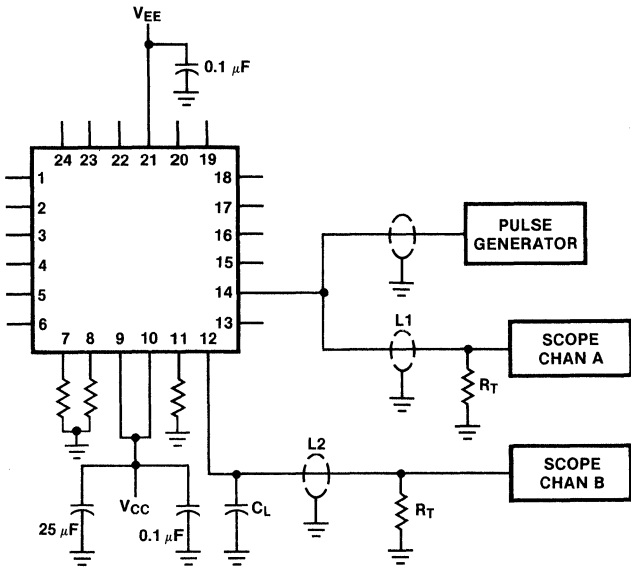 VEE
0.1 μF
24 23 22 21 20 19
1
2
3
4
5
6
18
17
16
15
14
13
7 8 9 10 11 12
PULSE
GENERATOR
L1
SCOPE
CHAN A
RT
L2
SCOPE
CHAN B
RT
CL
VCC
25 μF
0.1 μF